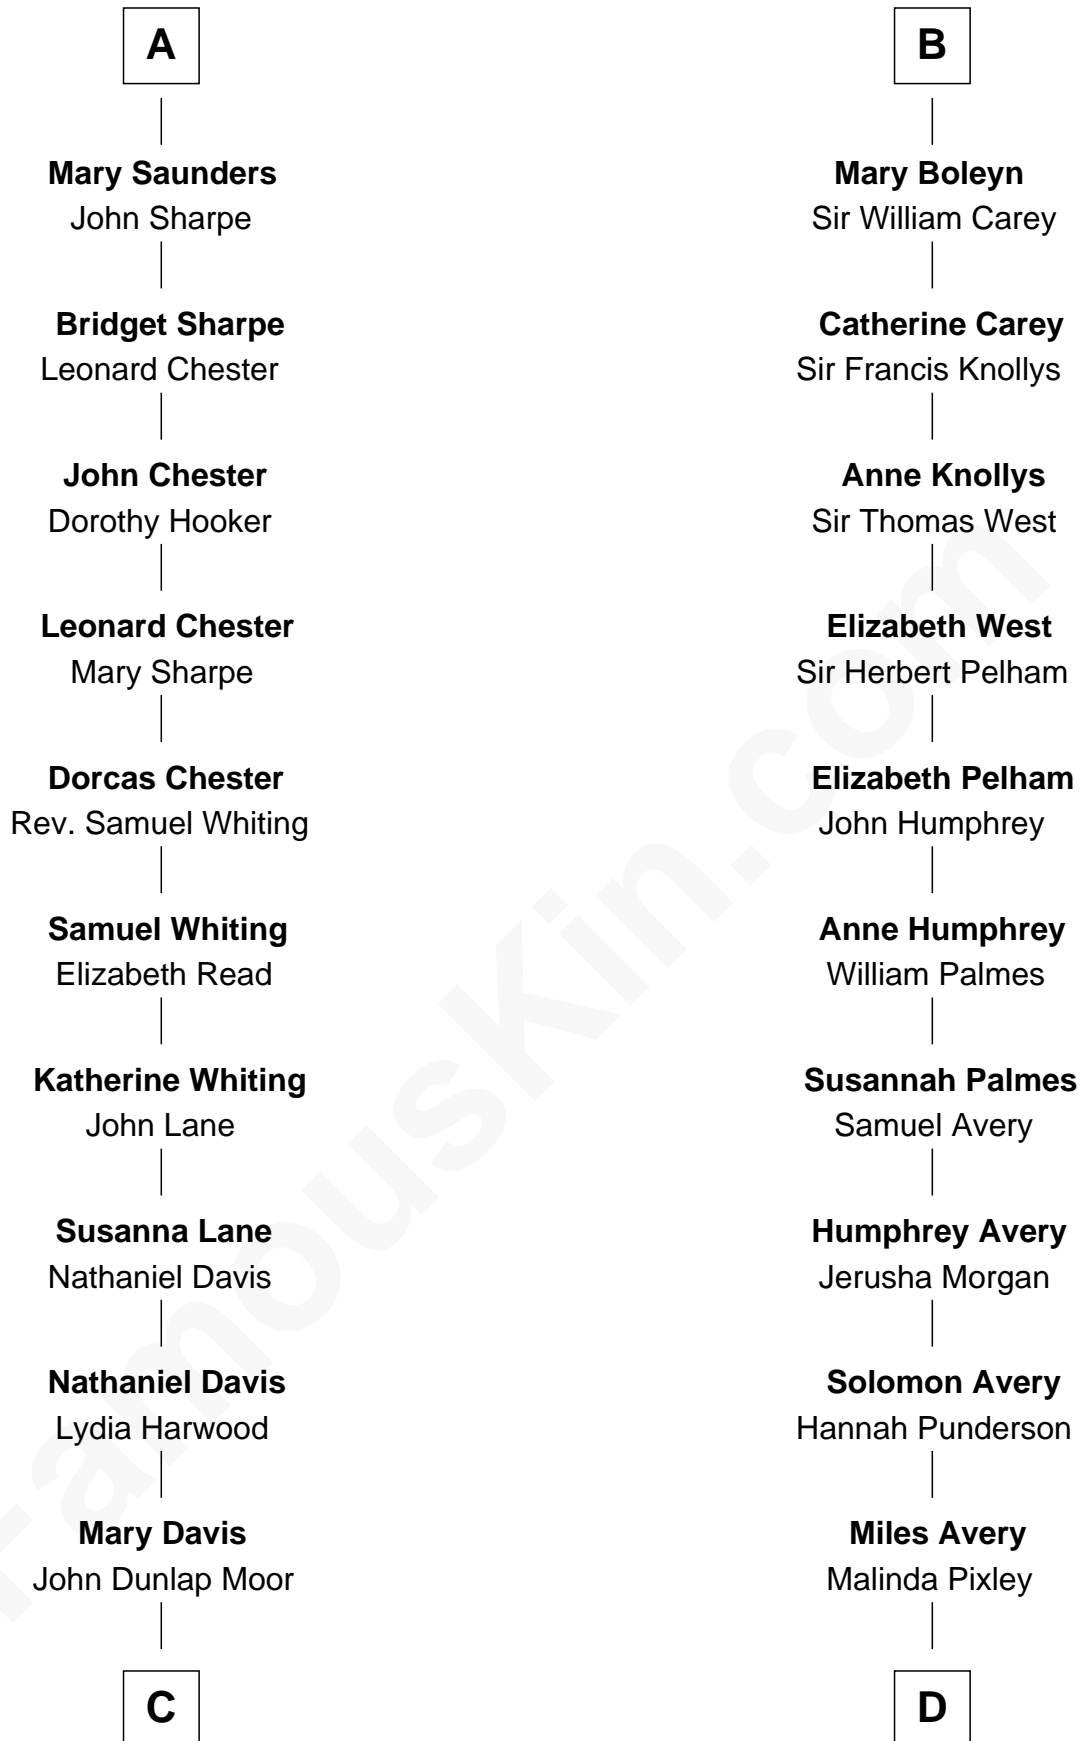 A
Mary Saunders
John Sharpe
Bridget Sharpe
Leonard Chester
John Chester
Dorothy Hooker
Leonard Chester
Mary Sharpe
Dorcas Chester
Rev. Samuel Whiting
Samuel Whiting
Elizabeth Read
Katherine Whiting
John Lane
Susanna Lane
Nathaniel Davis
Nathaniel Davis
Lydia Harwood
Mary Davis
John Dunlap Moor
C
B
Mary Boleyn
Sir William Carey
Catherine Carey
Sir Francis Knollys
Anne Knollys
Sir Thomas West
Elizabeth West
Sir Herbert Pelham
Elizabeth Pelham
John Humphrey
Anne Humphrey
William Palmes
Susannah Palmes
Samuel Avery
Humphrey Avery
Jerusha Morgan
Solomon Avery
Hannah Punderson
Miles Avery
Malinda Pixley
D
FamousKin.com